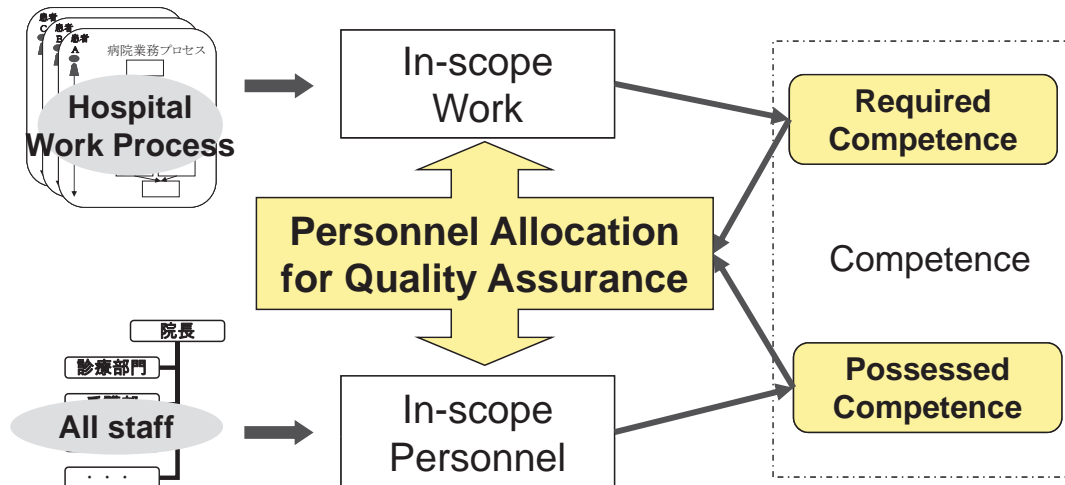 患者
C
患者
B
患者
A
病院業務プロセス
Hospital
Work Process
In-scope
Work
Required
Competence
Personnel Allocation
for Quality Assurance
Competence
院長
診療部門
All staff
・・・
In-scope
Personnel
Possessed
Competence